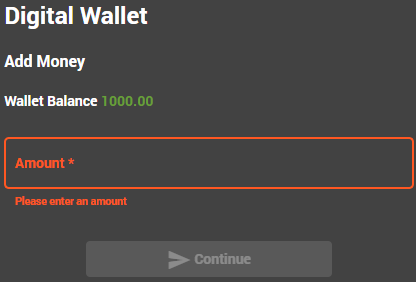 Digital Wallet
Add Money
Wallet Balance 1000.00
Amount *
Please enter an amount
Continue